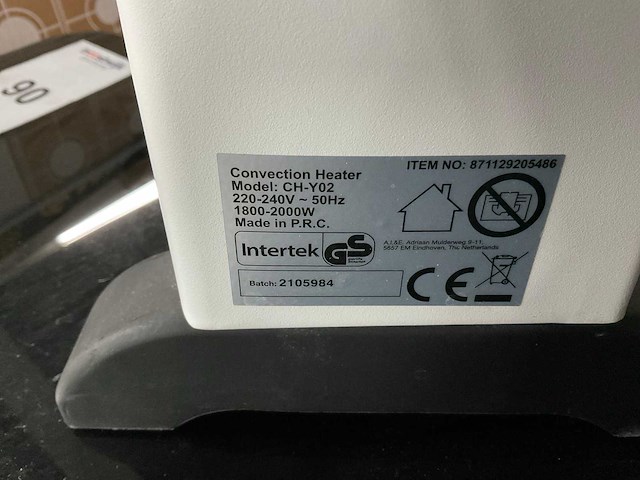 90
ITEM NO: 871129205486
Convection Heater
Model: CH-Y02
220-240V ~ 50Hz
1800-2000W
Made in P.R.C.
Intertek GS
A.I.&E. Adriaan Mulderweg 9-11,
5657 EM Eindhoven, The Netherlands
Batch: 2105984
CE